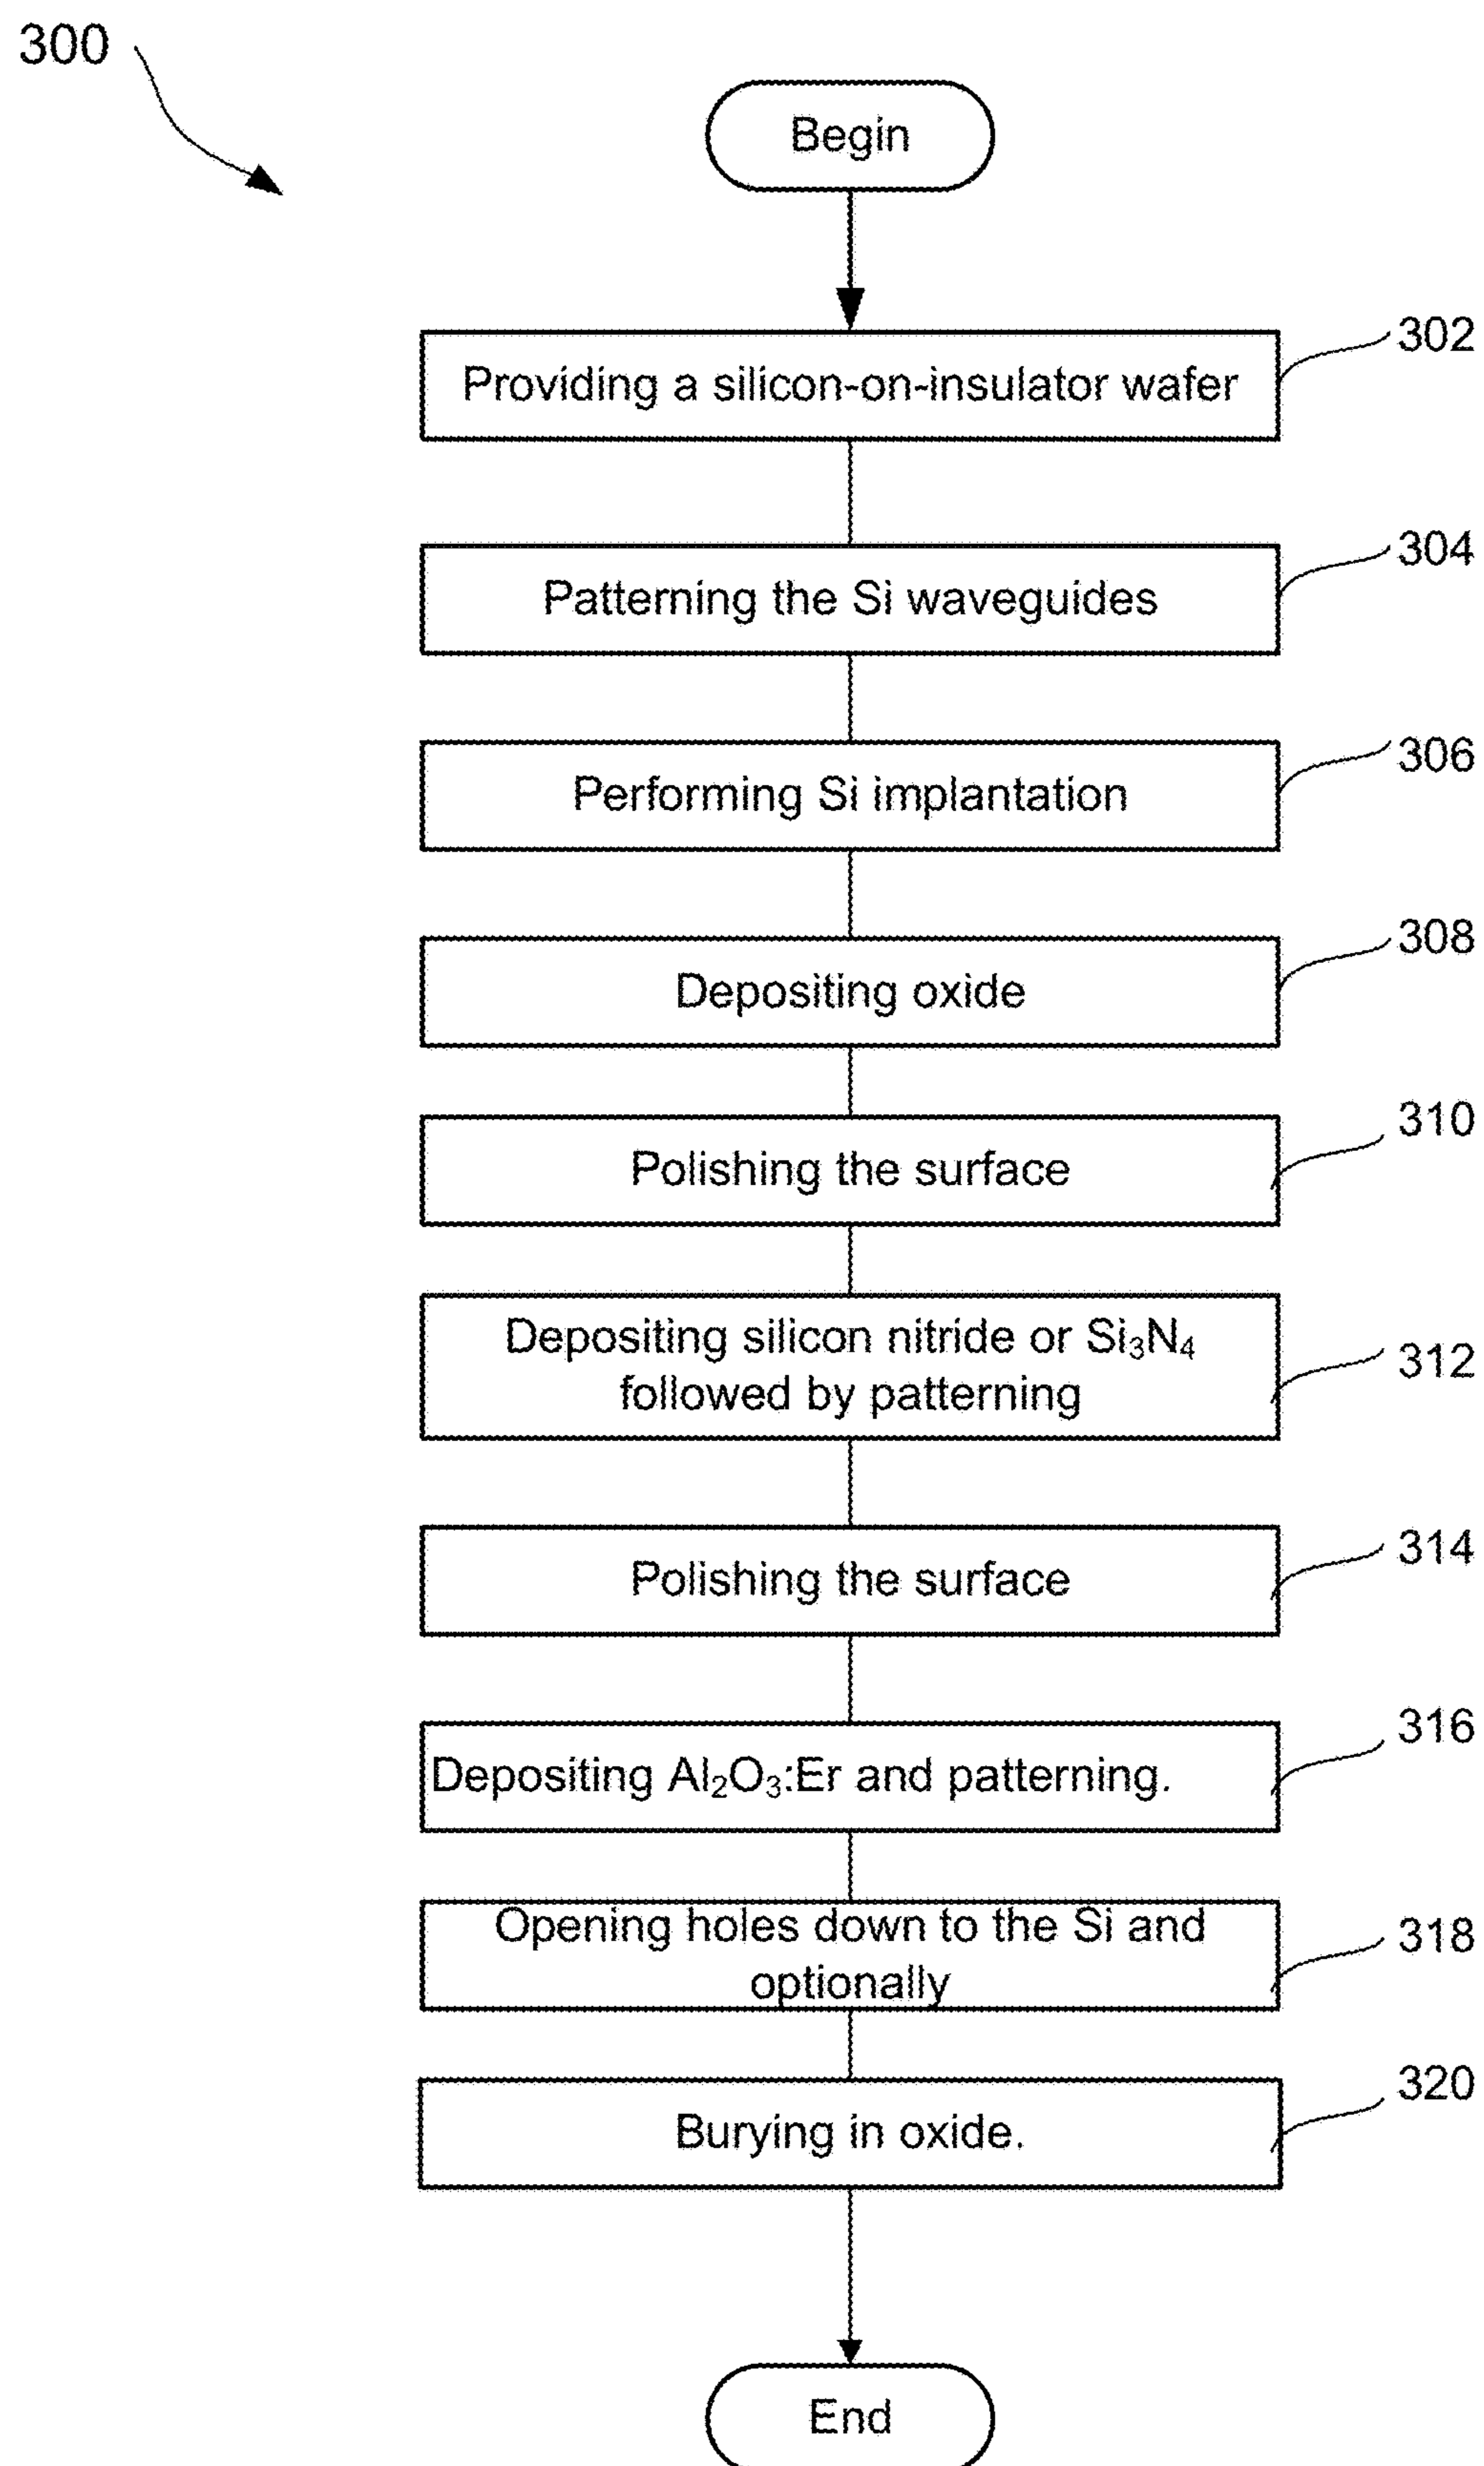 300
Begin
Providing a silicon-on-insulator wafer
302
Patterning the Si waveguides
304
Performing Si implantation
306
Depositing oxide
308
Polishing the surface
310
Depositing silicon nitride or Si₃N₄
followed by patterning
312
Polishing the surface
314
Depositing Al₂O₃:Er and patterning.
316
Opening holes down to the Si and
optionally
318
Burying in oxide.
320
End